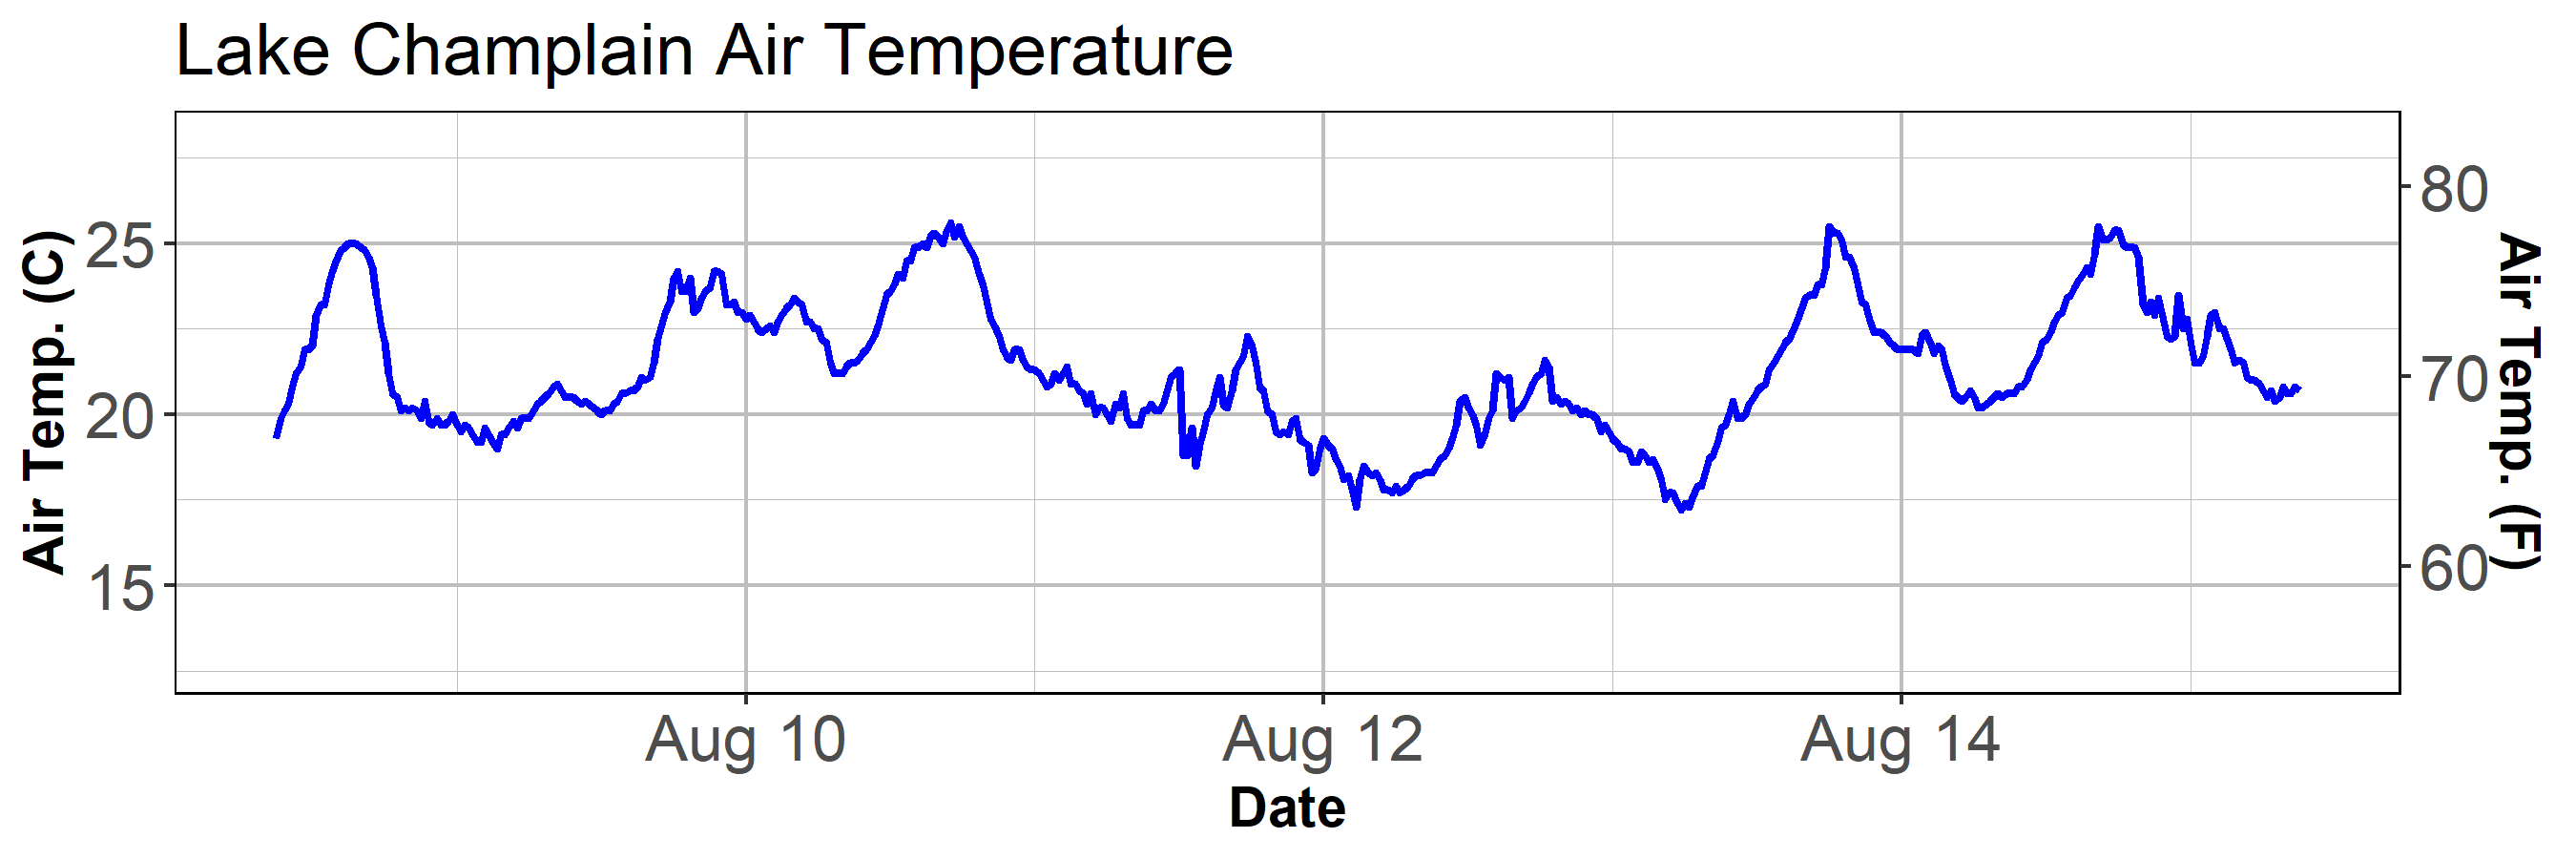 Lake Champlain Air Temperature
Air Temp. (C)
25
20
15
80
70
60
Air Temp. (F)
Aug 10
Aug 12
Aug 14
Date